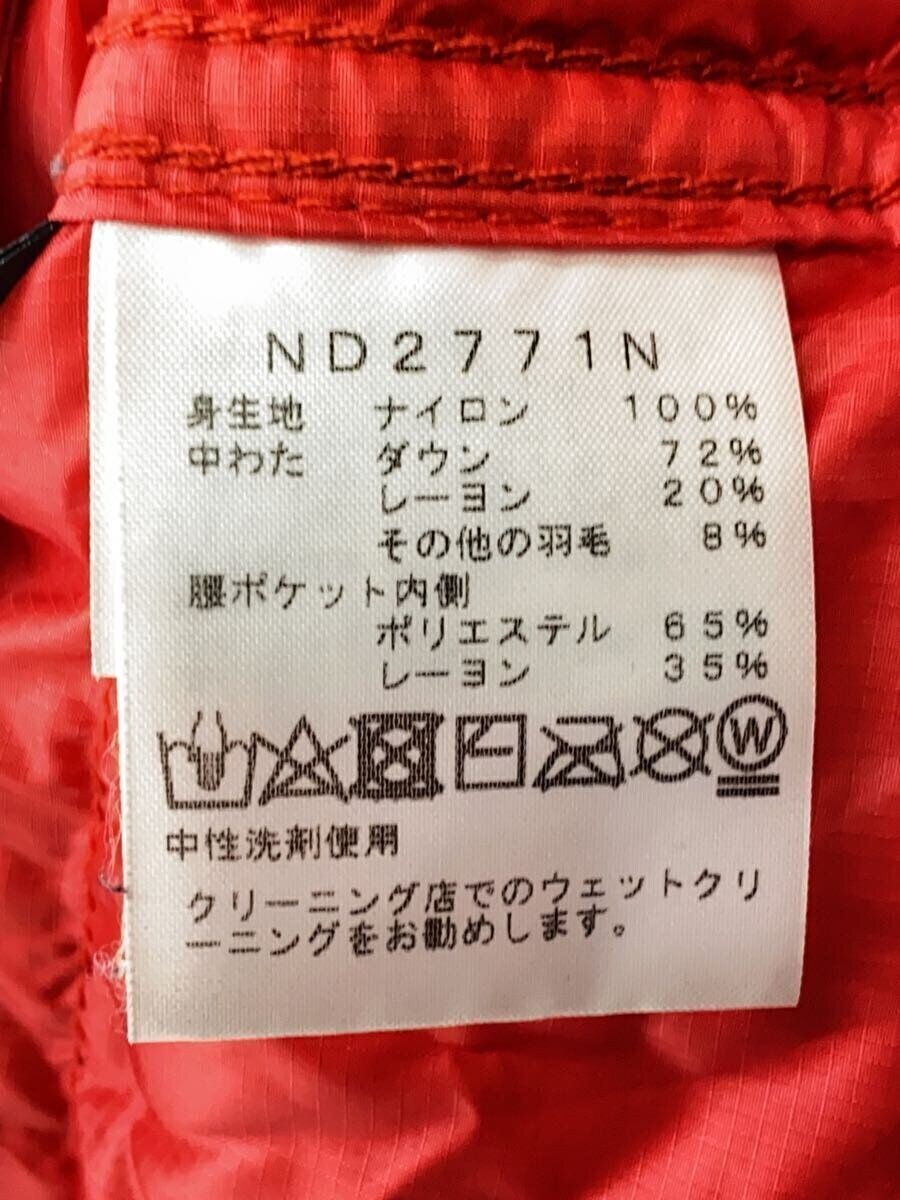 ND2771N
身生地 ナイロン 100%
中わた ダウン 72%
レーヨン 20%
その他の羽毛 8%
腰ポケット内側
ポリエステル 65%
レーヨン 35%
W
中性洗剤使用
クリーニング店でのウェットクリ
ーニングをお勧めします。